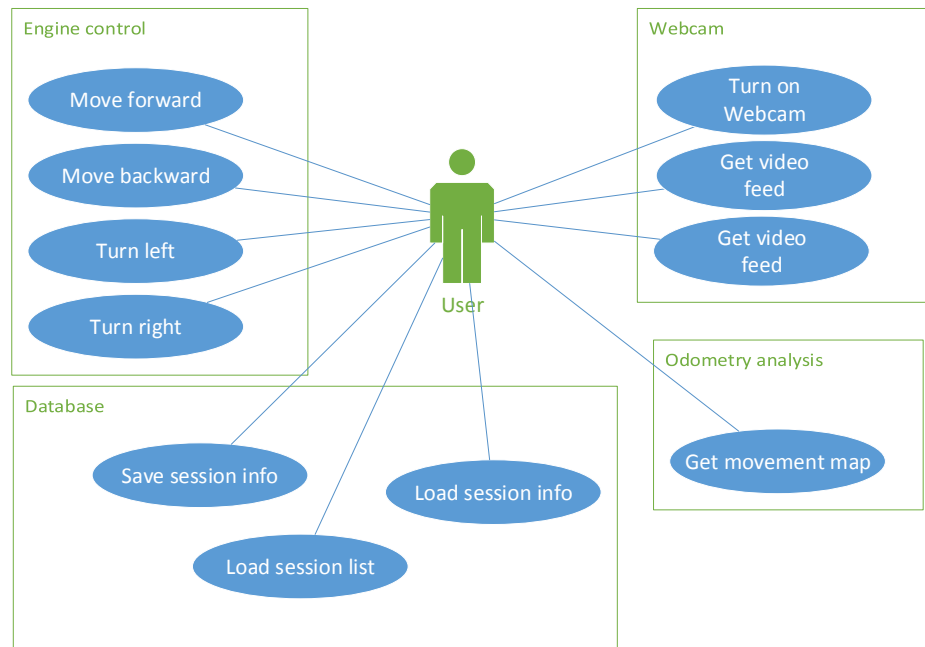 Engine control
Move forward
Move backward
Turn left
Turn right
User
Webcam
Turn on
Webcam
Get video
feed
Get video
feed
Odometry analysis
Get movement map
Database
Save session info
Load session info
Load session list